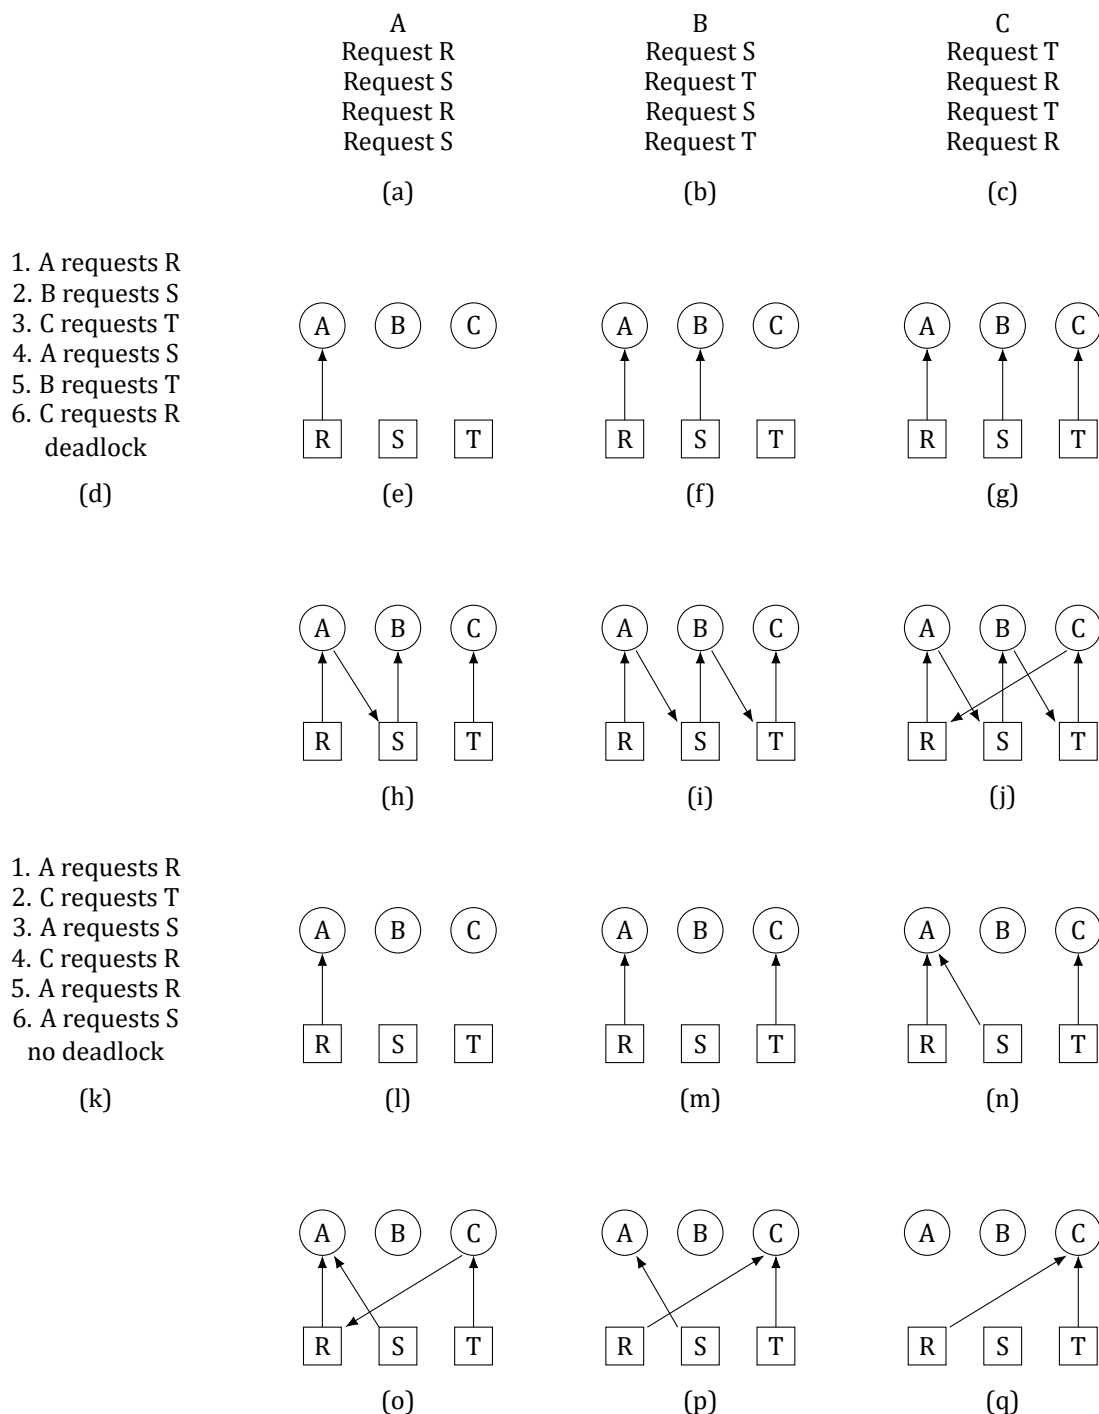 A B C
Request R Request S Request T
Request S Request T Request R
Request R Request S Request T
Request S Request T Request R
(a) (b) (c)
1. A requests R
2. B requests S
3. C requests T
4. A requests S
5. B requests T
6. C requests R
deadlock
(d)
A B C
R S T
(e)
A B C
R S T
(f)
A B C
R S T
(g)
A B C
R S T
(h)
A B C
R S T
(i)
A B C
R S T
(j)
1. A requests R
2. C requests T
3. A requests S
4. C requests R
5. A requests R
6. A requests S
no deadlock
(k)
A B C
R S T
(l)
A B C
R S T
(m)
A B C
R S T
(n)
A B C
R S T
(o)
A B C
R S T
(p)
A B C
R S T
(q)